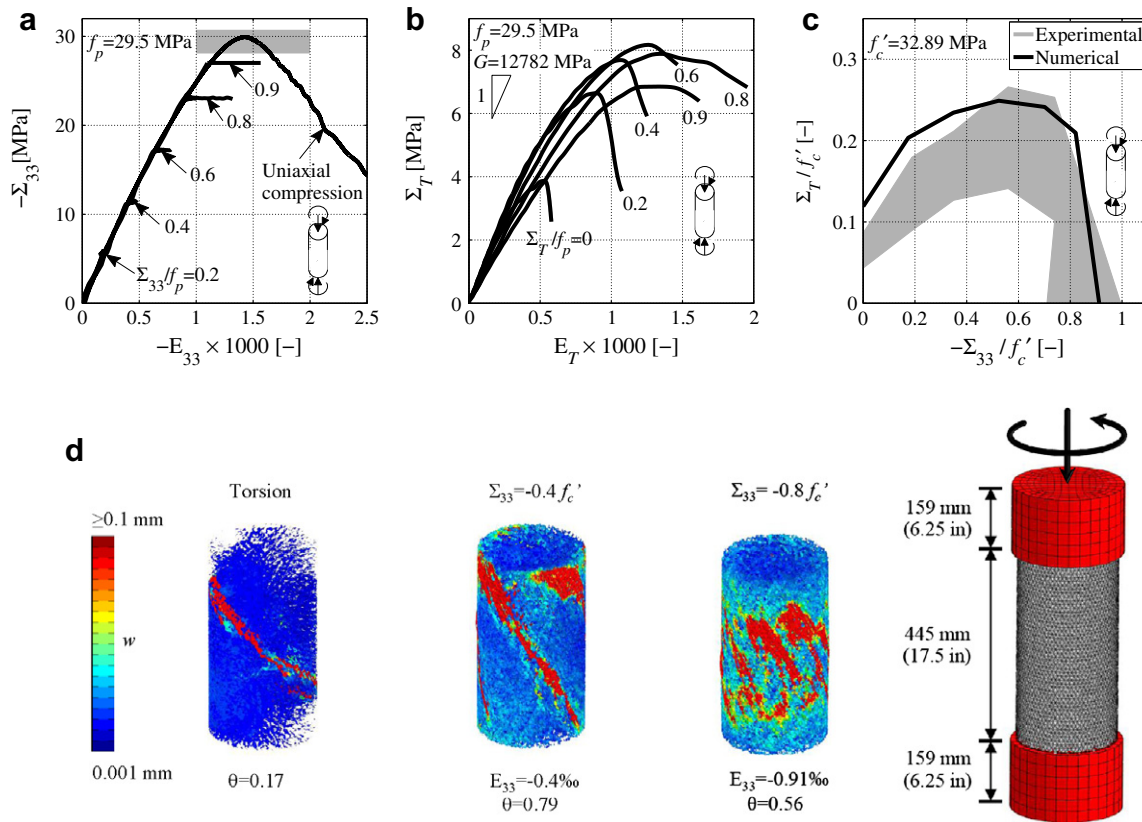 a
f_p=29.5 MPa
30
20
10
0
−Σ_33[MPa]
0.9
0.8
0.6
0.4
Σ_33/f_p=0.2
Uniaxial
compression
0 0.5 1 1.5 2 2.5
−E_33 × 1000 [−]
b
f_p=29.5 MPa
G=12782 MPa
1
8
6
4
2
0
Σ_T [MPa]
0.6
0.8
0.4
0.9
0.2
Σ_T/f_p=0
0 0.5 1 1.5 2
E_T × 1000 [−]
c
f_c′=32.89 MPa
Experimental
Numerical
0.3
0.2
0.1
0
Σ_T / f_c′ [−]
0 0.2 0.4 0.6 0.8 1
−Σ_33 / f_c′ [−]
d
≥0.1 mm
w
0.001 mm
Torsion
θ=0.17
Σ_33=-0.4 f_c’
E_33=-0.4‰
θ=0.79
Σ_33= -0.8 f_c’
E_33=-0.91‰
θ=0.56
159 mm
(6.25 in)
445 mm
(17.5 in)
159 mm
(6.25 in)